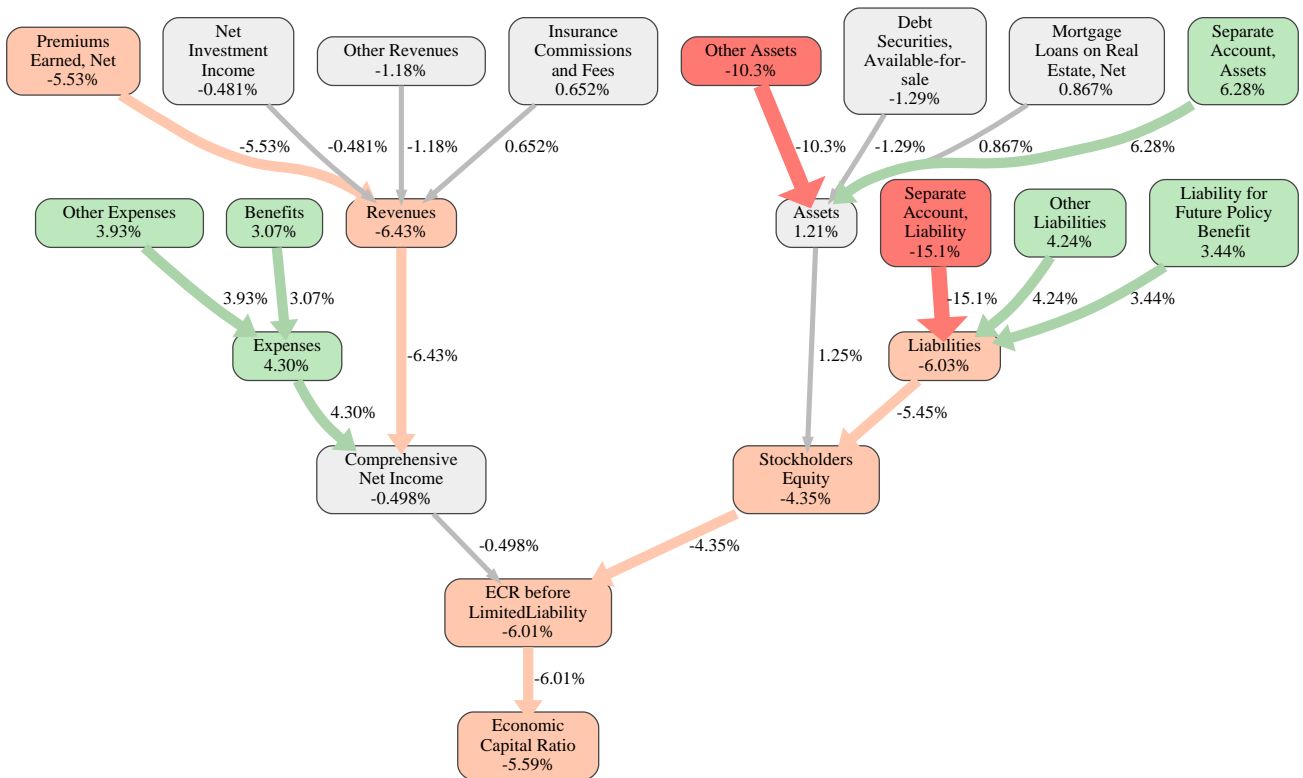 Premiums
Earned, Net
-5.53%
Net
Investment
Income
-0.481%
Other Revenues
-1.18%
Insurance
Commissions
and Fees
0.652%
Other Assets
-10.3%
Debt
Securities,
Available-for-
sale
-1.29%
Mortgage
Loans on Real
Estate, Net
0.867%
Separate
Account,
Assets
6.28%
-5.53%
-0.481%
-1.18%
0.652%
-10.3%
-1.29%
0.867%
6.28%
Other Expenses
3.93%
Benefits
3.07%
Revenues
-6.43%
Assets
1.21%
Separate
Account,
Liability
-15.1%
Other
Liabilities
4.24%
Liability for
Future Policy
Benefit
3.44%
3.93%
3.07%
-15.1%
4.24%
3.44%
Expenses
4.30%
-6.43%
1.25%
Liabilities
-6.03%
4.30%
-5.45%
Comprehensive
Net Income
-0.498%
Stockholders
Equity
-4.35%
-0.498%
-4.35%
ECR before
LimitedLiability
-6.01%
-6.01%
Economic
Capital Ratio
-5.59%